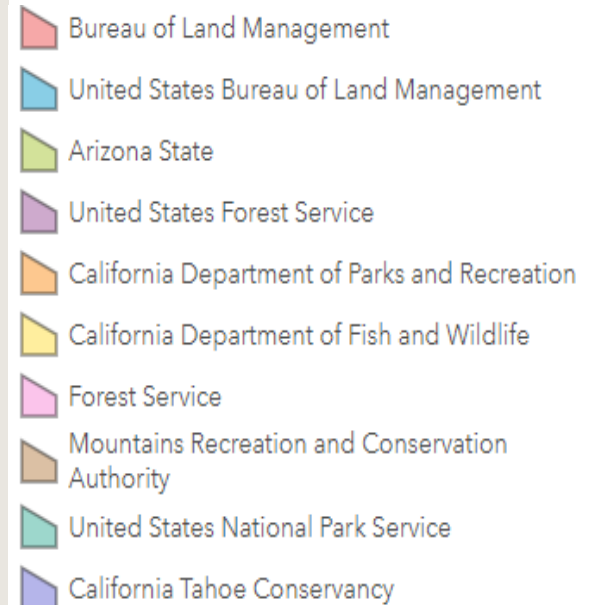 Bureau of Land Management
United States Bureau of Land Management
Arizona State
United States Forest Service
California Department of Parks and Recreation
California Department of Fish and Wildlife
Forest Service
Mountains Recreation and Conservation
Authority
United States National Park Service
California Tahoe Conservancy